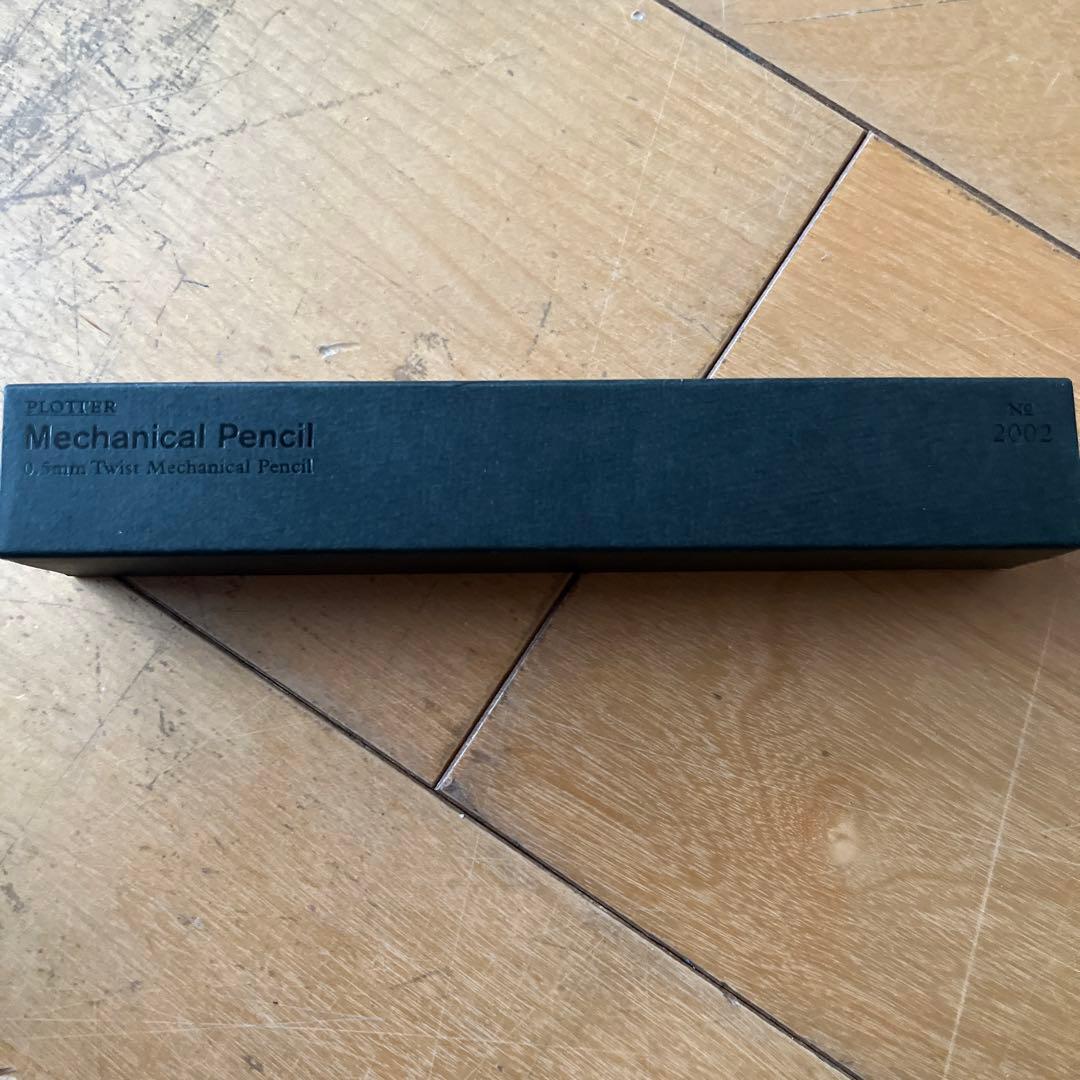 PLOTTER
Mechanical Pencil
0.5mm Twist Mechanical Pencil
№
2002